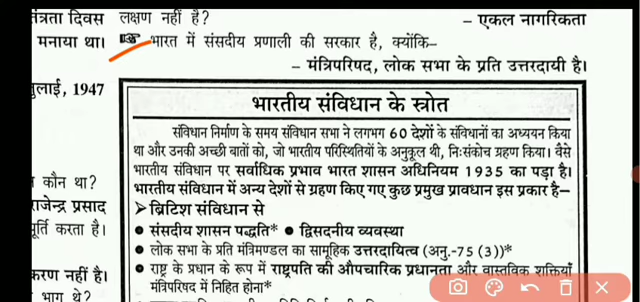 तंत्रता दिवस
मनाया था।
जुलाई, 1947
कौन था?
राजेन्द्र प्रसाद
पूर्ति करता है।
करण नहीं है।
भाग थे?
लक्षण नहीं है?
– एकल नागरिकता
भारत में संसदीय प्रणाली की सरकार है, क्योंकि–
– मंत्रिपरिषद, लोक सभा के प्रति उत्तरदायी है।
भारतीय संविधान के स्त्रोत
संविधान निर्माण के समय संविधान सभा ने लगभग 60 देशों के संविधानों का अध्ययन किया
था और उनकी अच्छी बातों को, जो भारतीय परिस्थितियों के अनुकूल थी, निःसंकोच ग्रहण किया। वैसे
भारतीय संविधान पर सर्वाधिक प्रभाव भारत शासन अधिनियम 1935 का पड़ा है।
भारतीय संविधान में अन्य देशों से ग्रहण किए गए कुछ प्रमुख प्रावधान इस प्रकार है–
➤ ब्रिटिश संविधान से
● संसदीय शासन पद्धति* ● द्विसदनीय व्यवस्था
● लोक सभा के प्रति मंत्रिमण्डल का सामूहिक उत्तरदायित्व (अनु.-75 (3))*
● राष्ट्र के प्रधान के रूप में राष्ट्रपति की औपचारिक प्रधानता और वास्तविक शक्तियाँ
मंत्रिपरिषद में निहित होना*